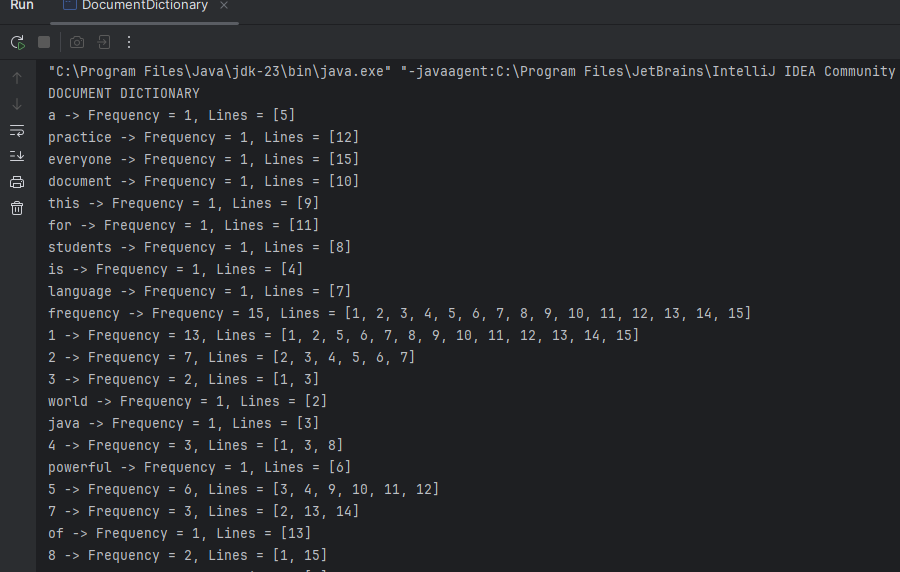 Run DocumentDictionary
"C:\Program Files\Java\jdk-23\bin\java.exe" "-javaagent:C:\Program Files\JetBrains\IntelliJ IDEA Community
DOCUMENT DICTIONARY
a -> Frequency = 1, Lines = [5]
practice -> Frequency = 1, Lines = [12]
everyone -> Frequency = 1, Lines = [15]
document -> Frequency = 1, Lines = [10]
this -> Frequency = 1, Lines = [9]
for -> Frequency = 1, Lines = [11]
students -> Frequency = 1, Lines = [8]
is -> Frequency = 1, Lines = [4]
language -> Frequency = 1, Lines = [7]
frequency -> Frequency = 15, Lines = [1, 2, 3, 4, 5, 6, 7, 8, 9, 10, 11, 12, 13, 14, 15]
1 -> Frequency = 13, Lines = [1, 2, 5, 6, 7, 8, 9, 10, 11, 12, 13, 14, 15]
2 -> Frequency = 7, Lines = [2, 3, 4, 5, 6, 7]
3 -> Frequency = 2, Lines = [1, 3]
world -> Frequency = 1, Lines = [2]
java -> Frequency = 1, Lines = [3]
4 -> Frequency = 3, Lines = [1, 3, 8]
powerful -> Frequency = 1, Lines = [6]
5 -> Frequency = 6, Lines = [3, 4, 9, 10, 11, 12]
7 -> Frequency = 3, Lines = [2, 13, 14]
of -> Frequency = 1, Lines = [13]
8 -> Frequency = 2, Lines = [1, 15]